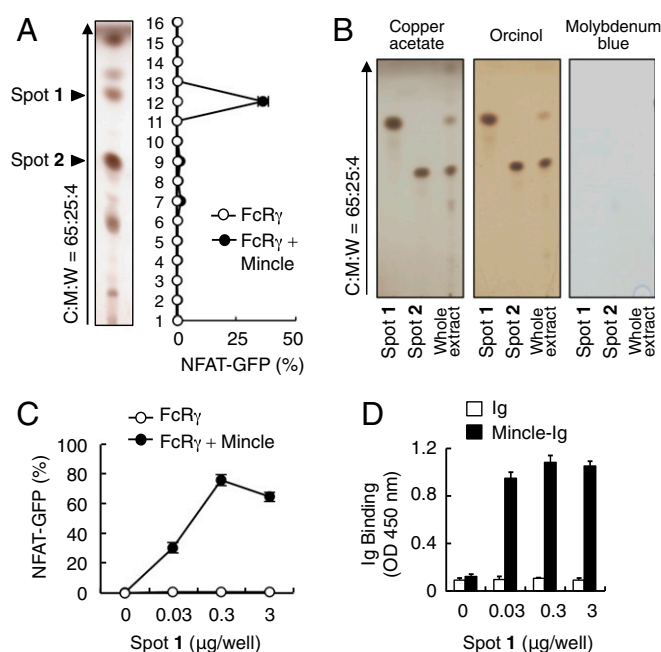 A
C:M:W = 65:25:4
Spot 1
Spot 2
16
15
14
13
12
11
10
9
8
7
6
5
4
3
2
1
FcRγ
FcRγ +
Mincle
0 25 50
NFAT-GFP (%)
B
Copper
acetate
Orcinol
Molybdenum
blue
C:M:W = 65:25:4
Spot 1
Spot 2
Whole
extract
Spot 1
Spot 2
Whole
extract
Spot 1
Spot 2
Whole
extract
C
FcRγ
FcRγ + Mincle
NFAT-GFP (%)
100
80
60
40
20
0
0 0.03 0.3 3
Spot 1 (μg/well)
D
Ig
Mincle-Ig
Ig Binding
(OD 450 nm)
1.2
0.6
0
0 0.03 0.3 3
Spot 1 (μg/well)